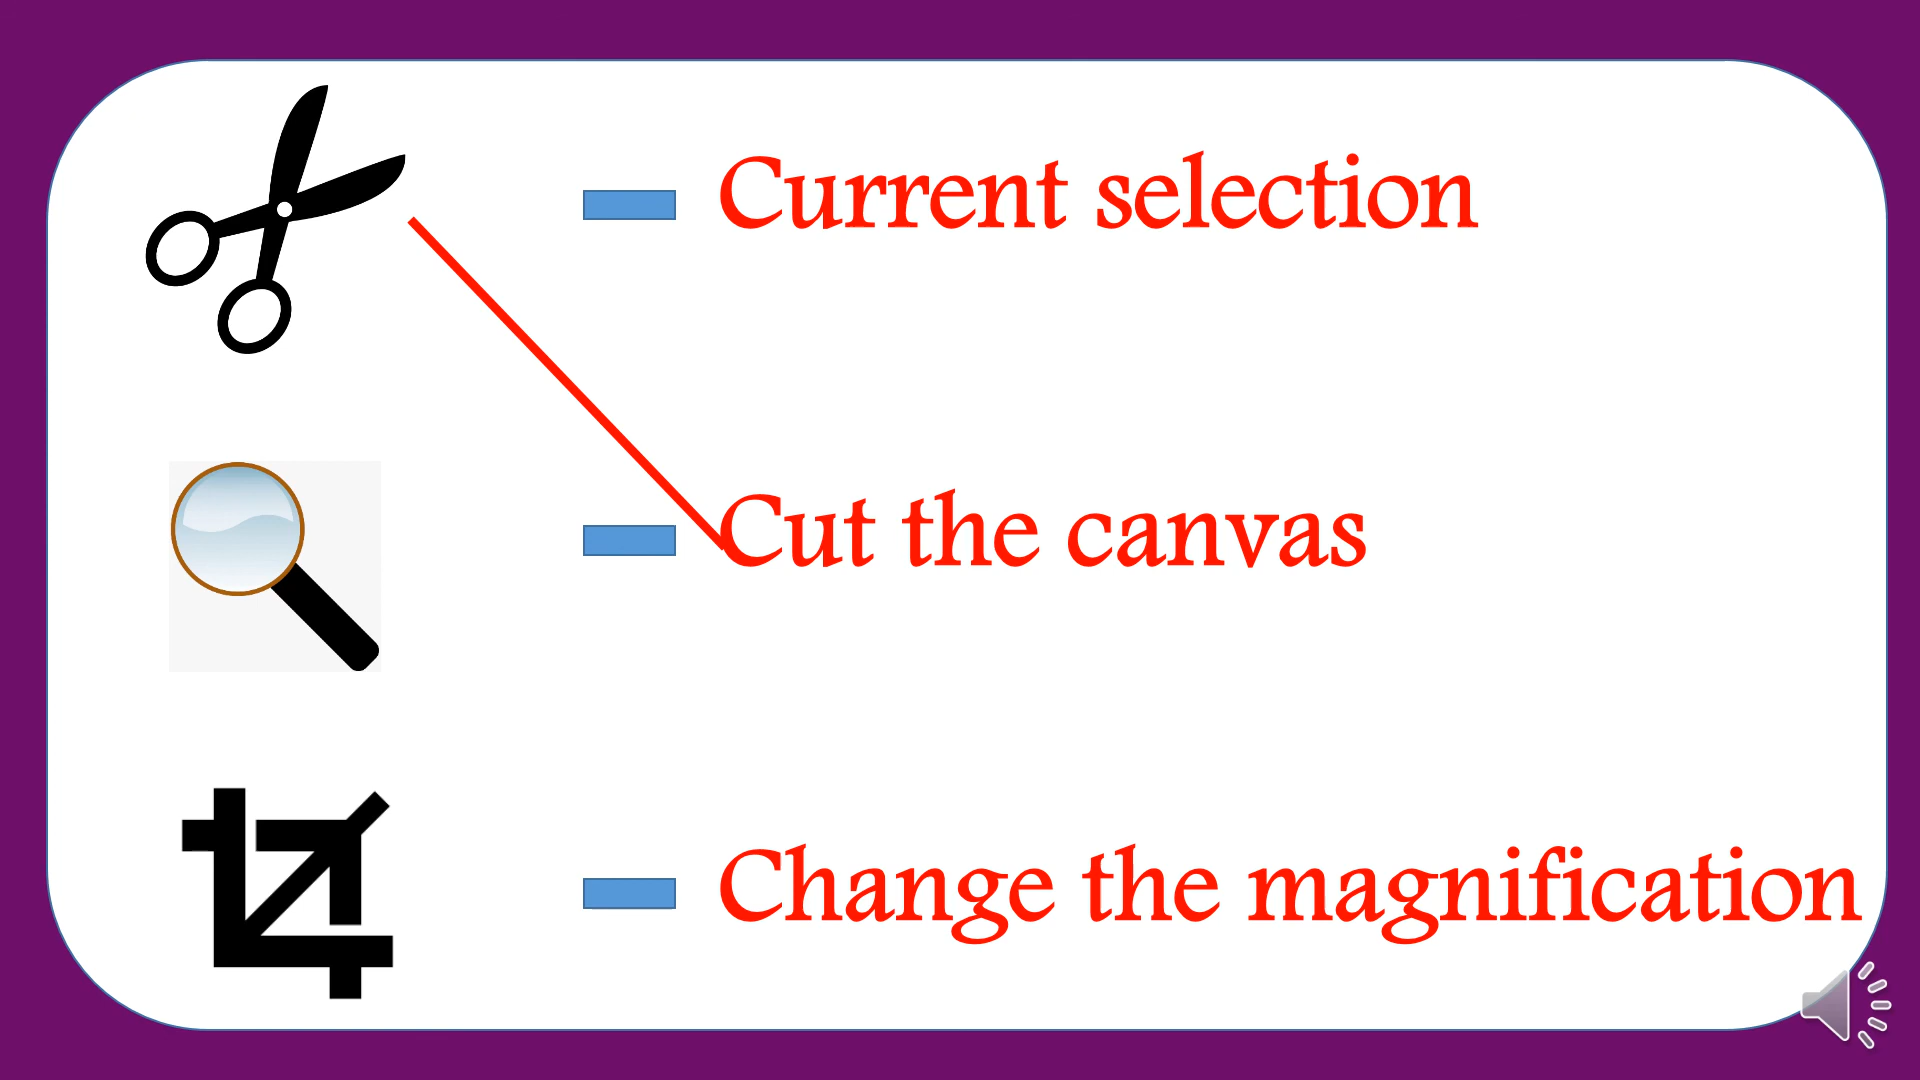 Current selection
Cut the canvas
Change the magnification